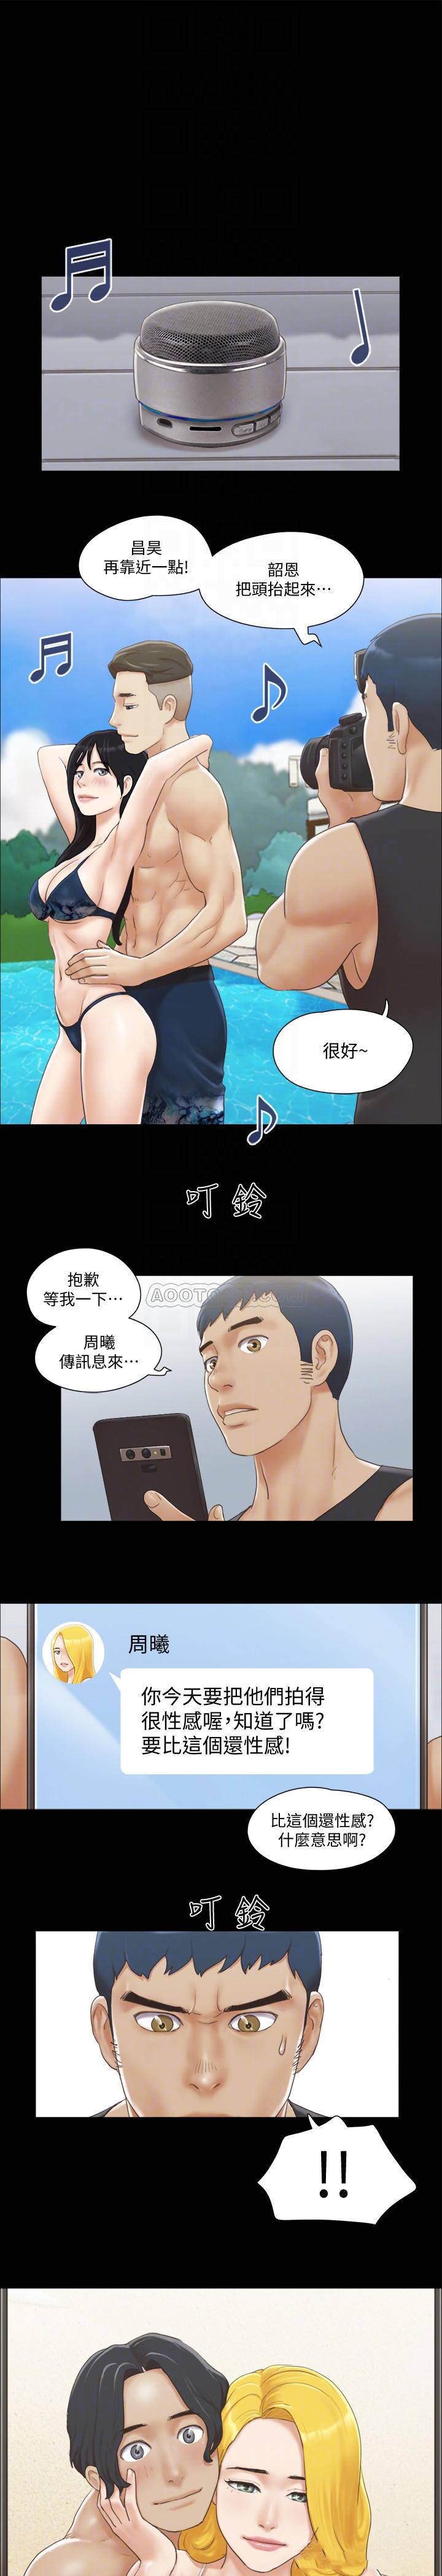 昌昊
再靠近一點!
韶恩
把頭抬起來…
很好~
叮鈴
抱歉
等我一下…
周曦
傳訊息來…
周曦
你今天要把他們拍得
很性感喔,知道了嗎?
要比這個還性感!
比這個還性感?
什麼意思啊?
叮鈴
!!